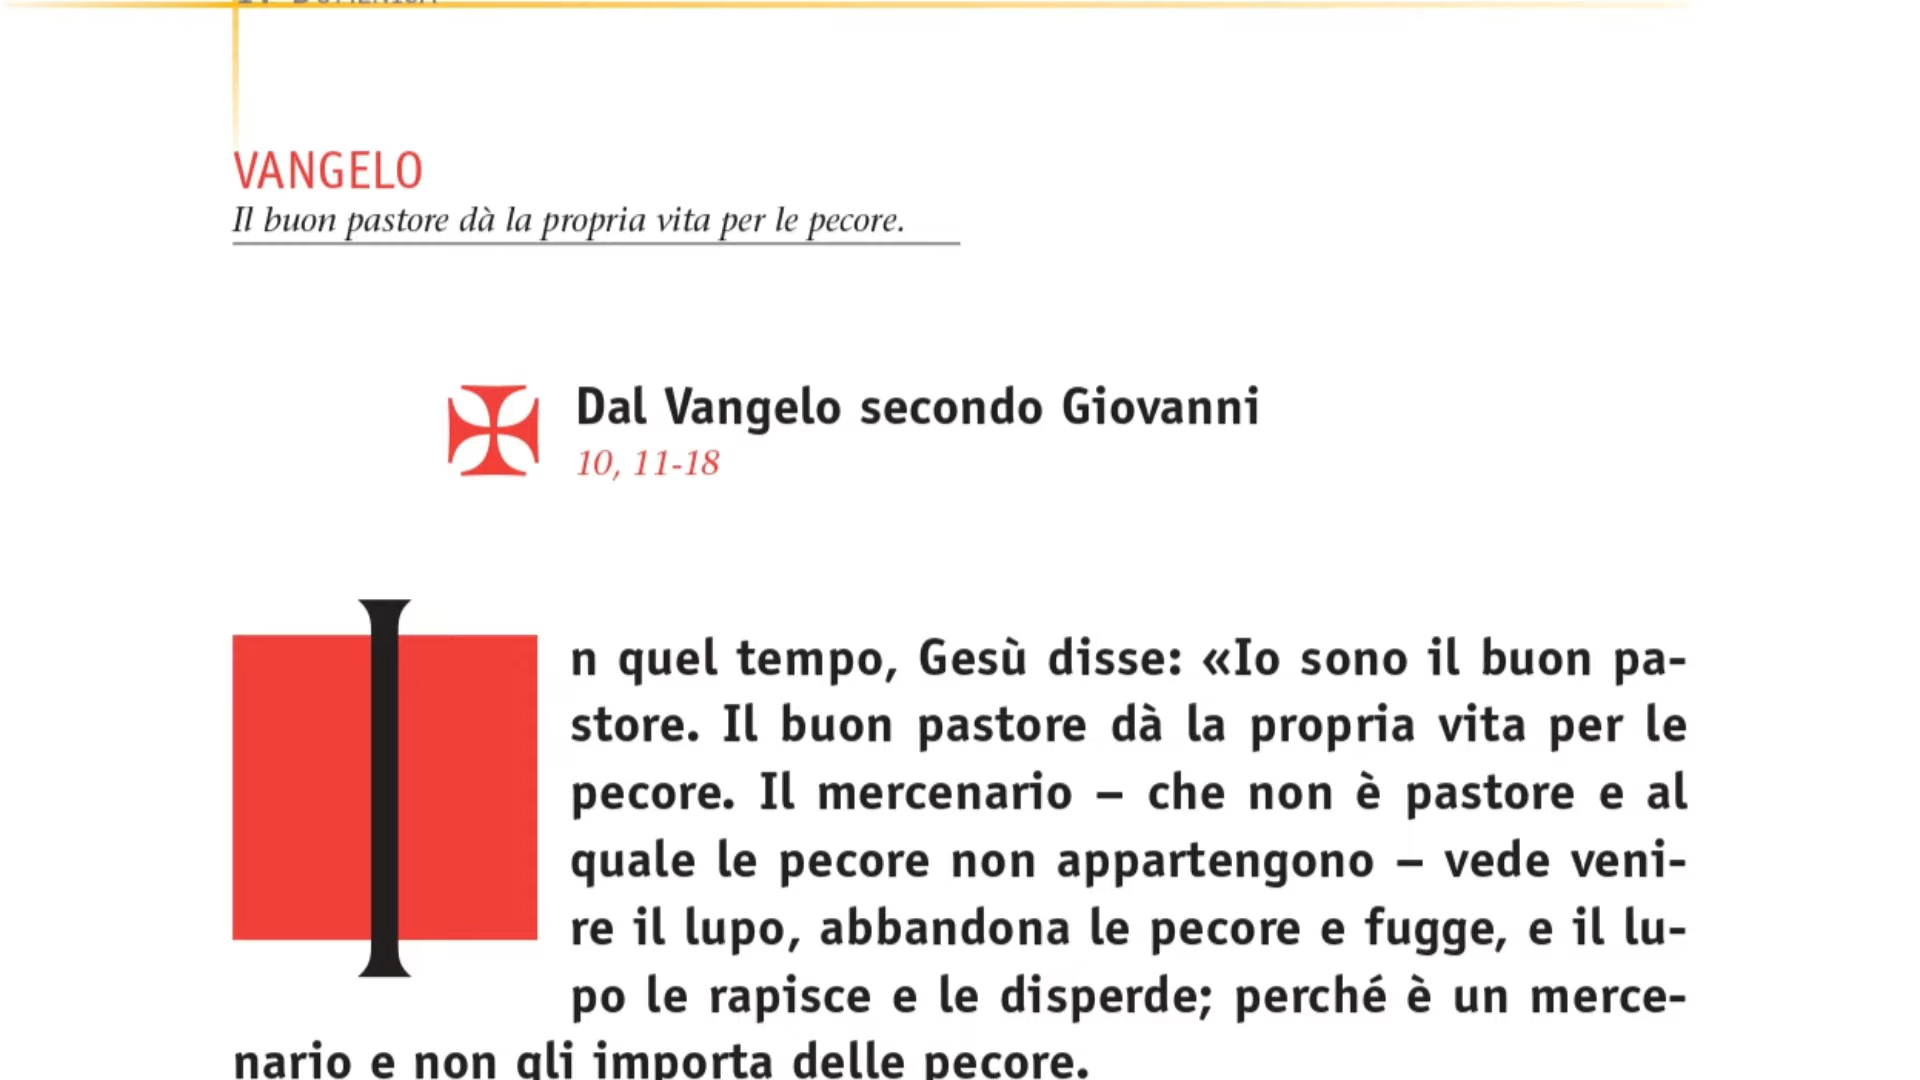 VANGELO
Il buon pastore dà la propria vita per le pecore.
Dal Vangelo secondo Giovanni
10, 11-18
In quel tempo, Gesù disse: «Io sono il buon pa-
store. Il buon pastore dà la propria vita per le
pecore. Il mercenario – che non è pastore e al
quale le pecore non appartengono – vede veni-
re il lupo, abbandona le pecore e fugge, e il lu-
po le rapisce e le disperde; perché è un merce-
nario e non gli importa delle pecore.